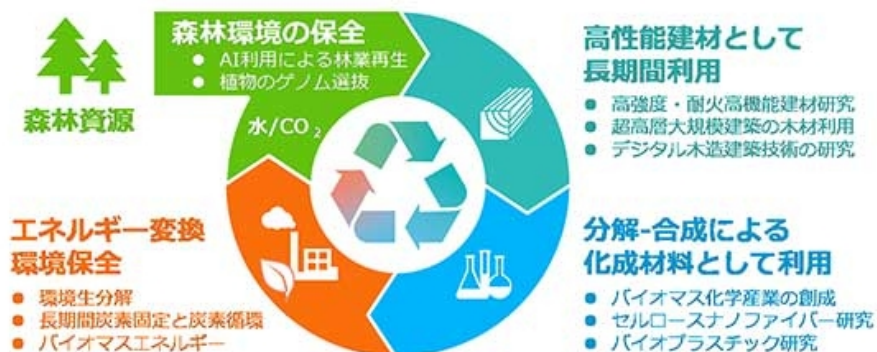 森林環境の保全
● AI利用による林業再生
● 植物のゲノム選抜
森林資源
水/CO₂
高性能建材として
長期間利用
● 高強度・耐火高機能建材研究
● 超高層大規模建築の木材利用
● デジタル木造建築技術の研究
エネルギー変換
環境保全
● 環境生分解
● 長期間炭素固定と炭素循環
● バイオマスエネルギー
分解-合成による
化成材料として利用
● バイオマス化学産業の創成
● セルロースナノファイバー研究
● バイオプラスチック研究